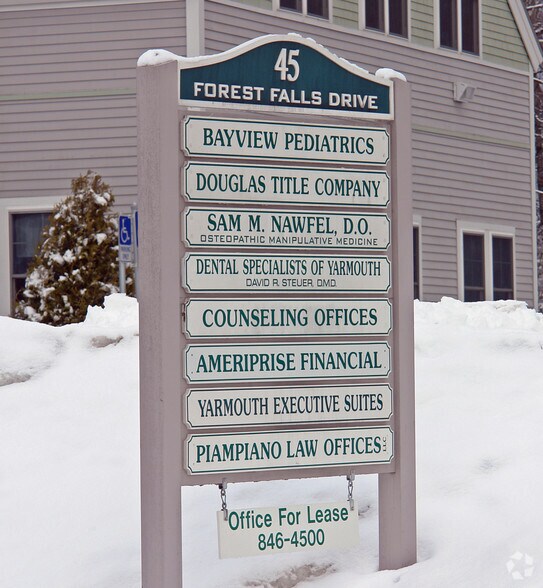 45
FOREST FALLS DRIVE
BAYVIEW PEDIATRICS
DOUGLAS TITLE COMPANY
SAM M. NAWFEL, D.O.
OSTEOPATHIC MANIPULATIVE MEDICINE
DENTAL SPECIALISTS OF YARMOUTH
DAVID R. STEUER, DMD.
COUNSELING OFFICES
AMERIPRISE FINANCIAL
YARMOUTH EXECUTIVE SUITES
PIAMPIANO LAW OFFICES LLC
Office For Lease
846-4500